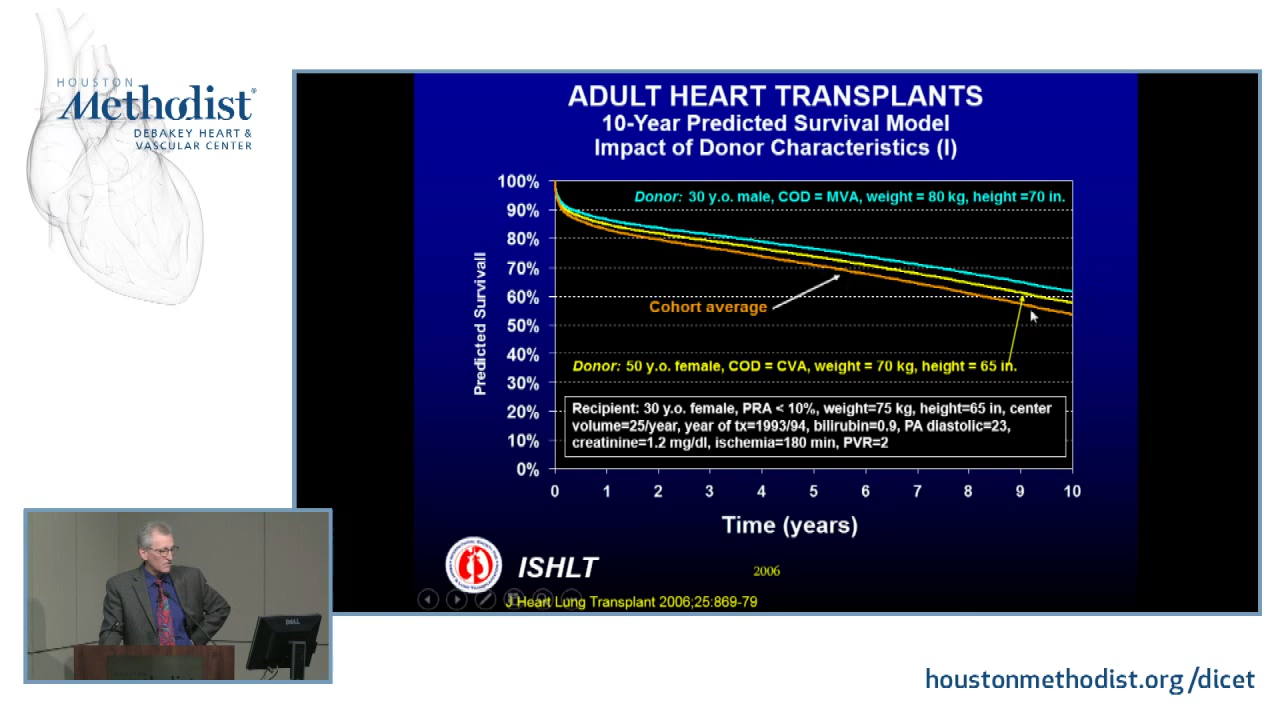 HOUSTON
Methodist®
DEBAKEY HEART &
VASCULAR CENTER
ADULT HEART TRANSPLANTS
10-Year Predicted Survival Model
Impact of Donor Characteristics (I)
100%
90%
80%
70%
60%
50%
40%
30%
20%
10%
0%
Predicted Survivall
Donor: 30 y.o. male, COD = MVA, weight = 80 kg, height =70 in.
Cohort average
Donor: 50 y.o. female, COD = CVA, weight = 70 kg, height = 65 in.
Recipient: 30 y.o. female, PRA < 10%, weight=75 kg, height=65 in, center
volume=25/year, year of tx=1993/94, bilirubin=0.9, PA diastolic=23,
creatinine=1.2 mg/dl, ischemia=180 min, PVR=2
0 1 2 3 4 5 6 7 8 9 10
Time (years)
ISHLT
2006
J Heart Lung Transplant 2006;25:869-79
DELL
houstonmethodist.org/dicet